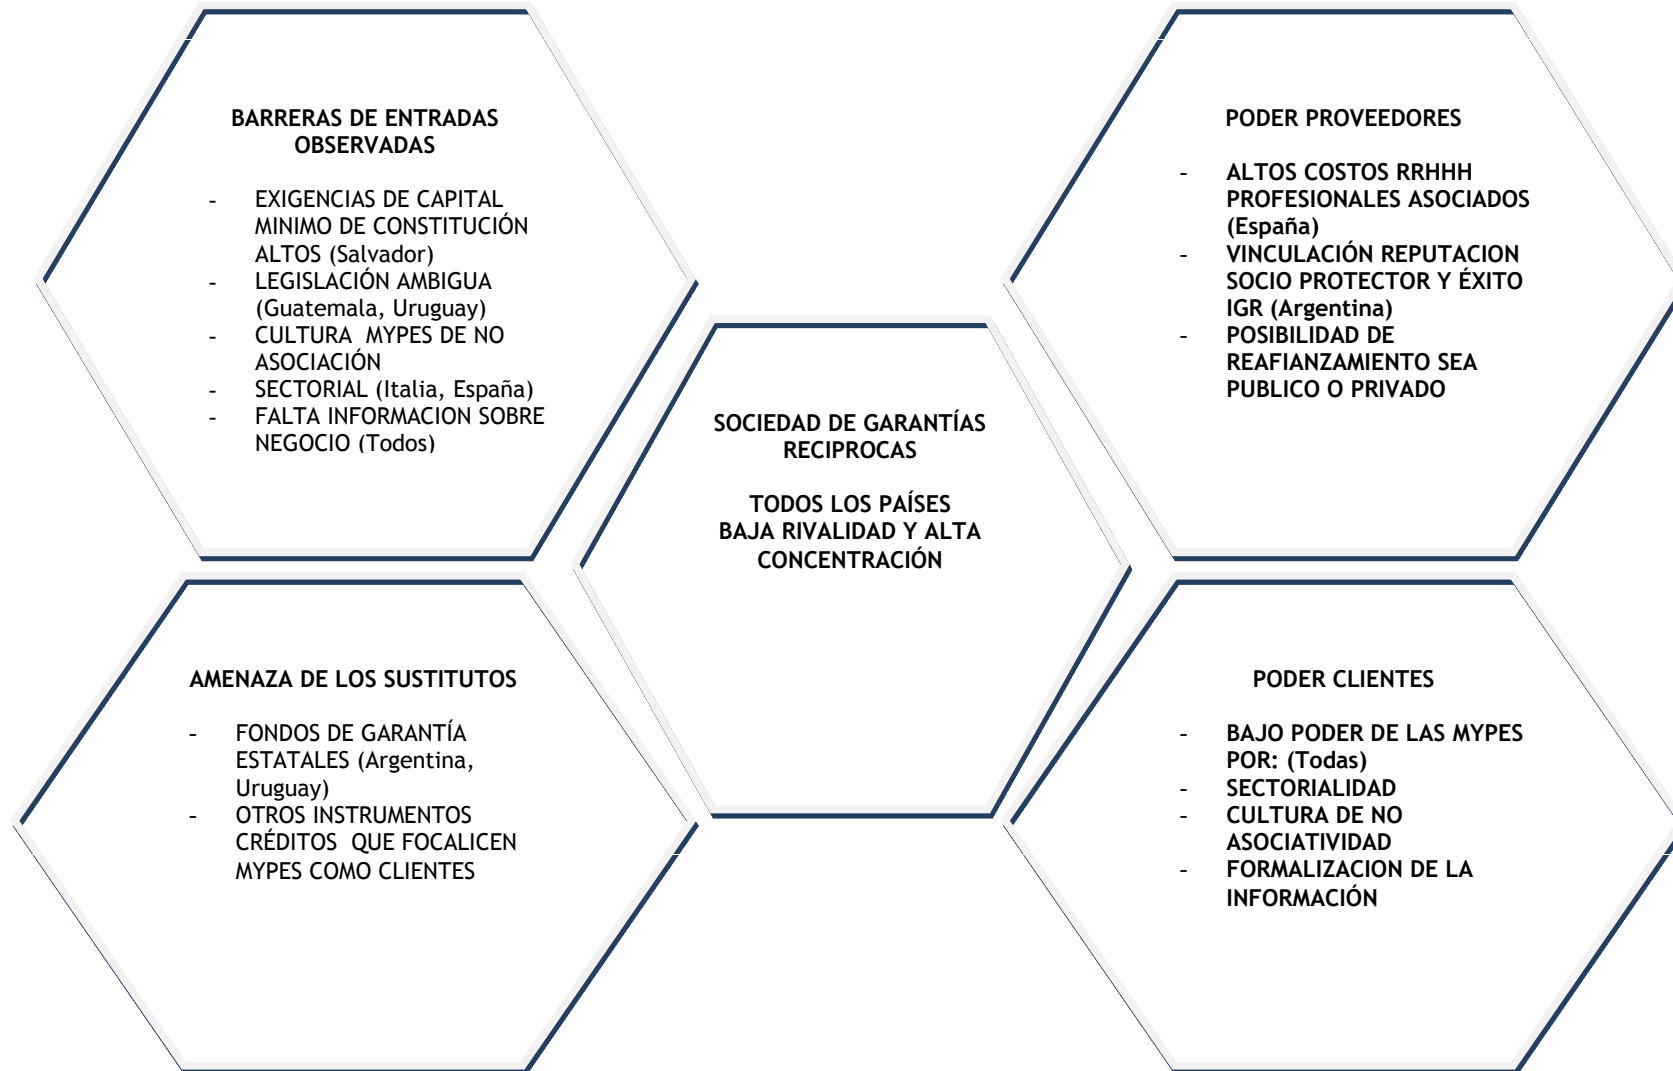 BARRERAS DE ENTRADAS
OBSERVADAS
- EXIGENCIAS DE CAPITAL
MINIMO DE CONSTITUCIÓN
ALTOS (Salvador)
- LEGISLACIÓN AMBIGUA
(Guatemala, Uruguay)
- CULTURA MYPES DE NO
ASOCIACIÓN
- SECTORIAL (Italia, España)
- FALTA INFORMACION SOBRE
NEGOCIO (Todos)
PODER PROVEEDORES
- ALTOS COSTOS RRHHH
PROFESIONALES ASOCIADOS
(España)
- VINCULACIÓN REPUTACION
SOCIO PROTECTOR Y ÉXITO
IGR (Argentina)
- POSIBILIDAD DE
REAFIANZAMIENTO SEA
PUBLICO O PRIVADO
SOCIEDAD DE GARANTÍAS
RECIPROCAS
TODOS LOS PAÍSES
BAJA RIVALIDAD Y ALTA
CONCENTRACIÓN
AMENAZA DE LOS SUSTITUTOS
- FONDOS DE GARANTÍA
ESTATALES (Argentina,
Uruguay)
- OTROS INSTRUMENTOS
CRÉDITOS QUE FOCALICEN
MYPES COMO CLIENTES
PODER CLIENTES
- BAJO PODER DE LAS MYPES
POR: (Todas)
- SECTORIALIDAD
- CULTURA DE NO
ASOCIATIVIDAD
- FORMALIZACION DE LA
INFORMACIÓN